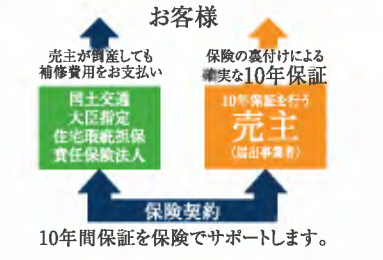 お客様
売主が倒産しても
補修費用をお支払い
保険の裏付けによる
確実な10年保証
国土交通
大臣指定
住宅瑕疵担保
責任保険法人
10年保証を行う
売主
(届出事業者)
保険契約
10年間保証を保険でサポートします。